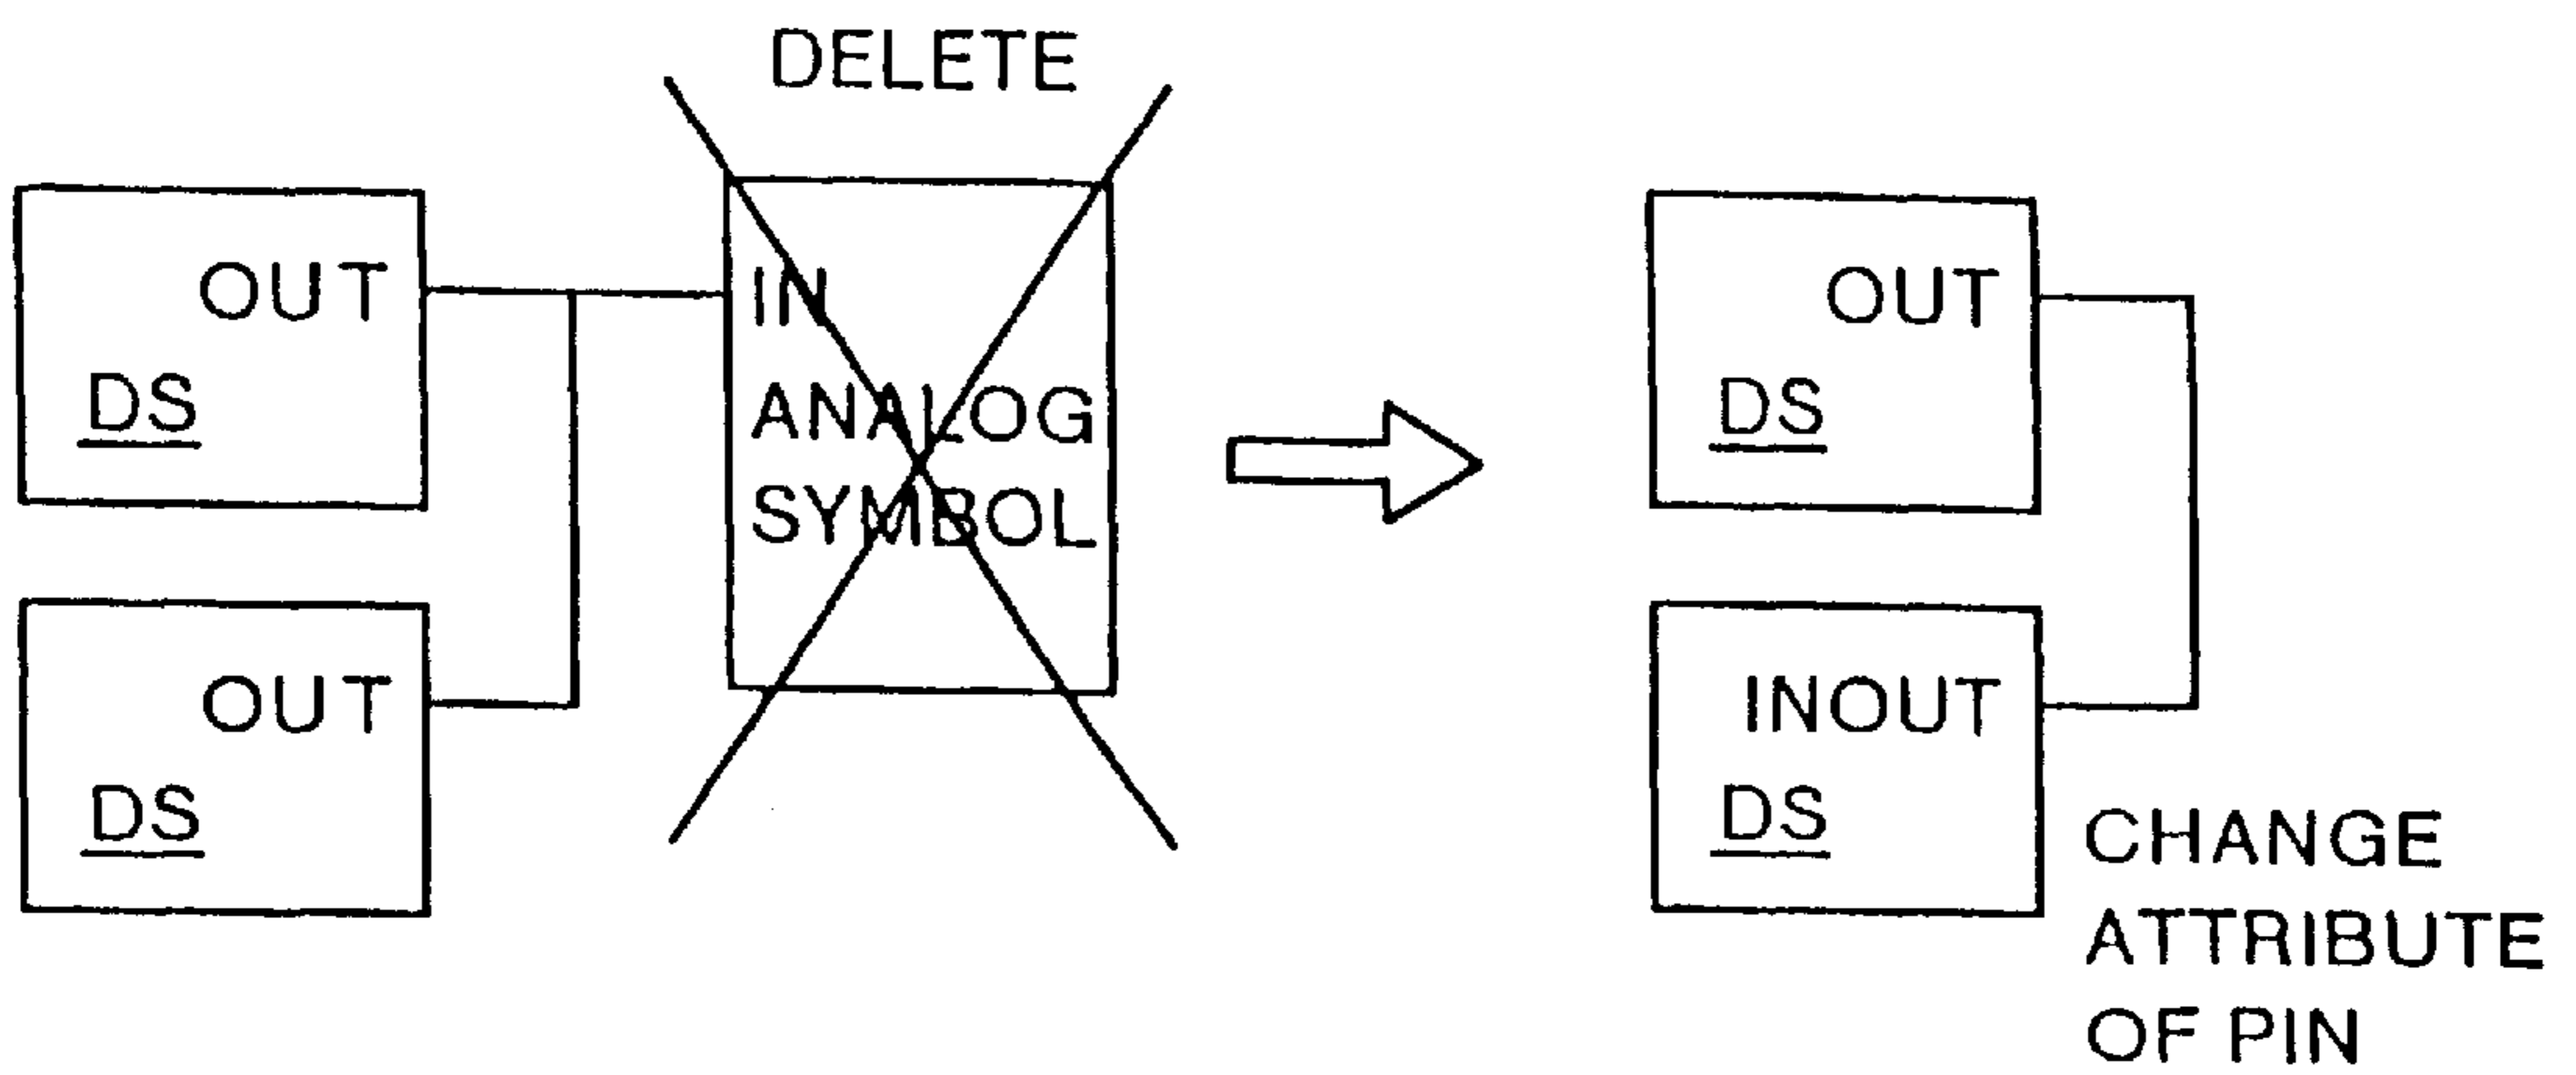 DELETE
OUT
DS
OUT
DS
IN
ANALOG
SYMBOL
OUT
DS
INOUT
DS
CHANGE
ATTRIBUTE
OF PIN